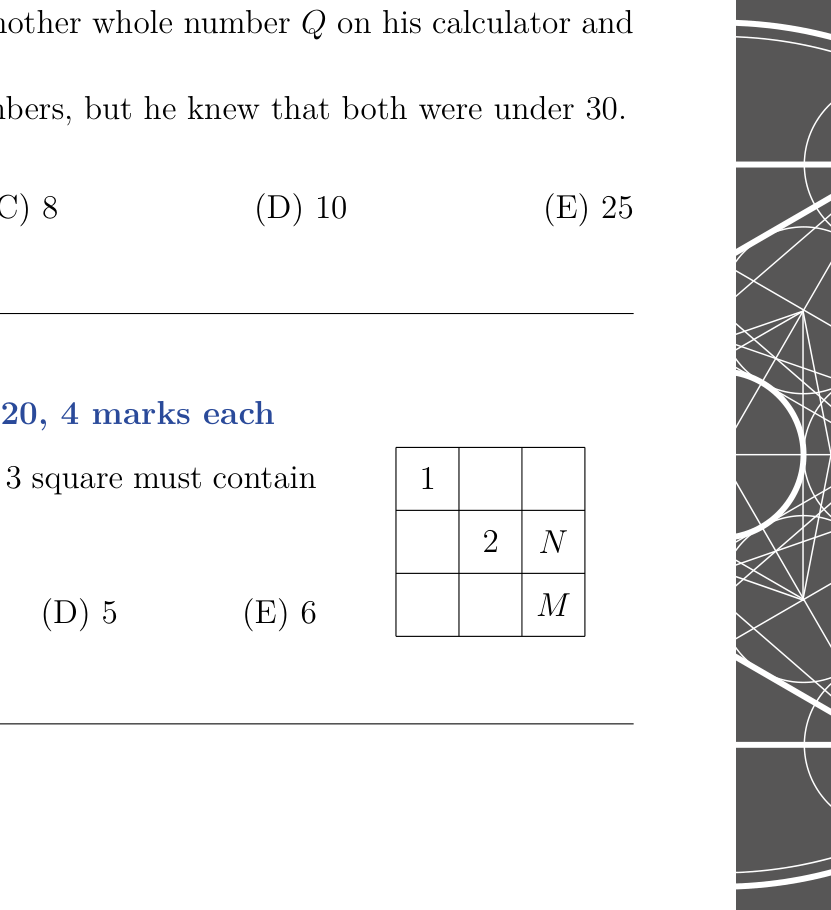 nother whole number Q on his calculator and
nbers, but he knew that both were under 30.
C) 8 (D) 10 (E) 25
20, 4 marks each
3 square must contain
1
2 N
(D) 5 (E) 6
M